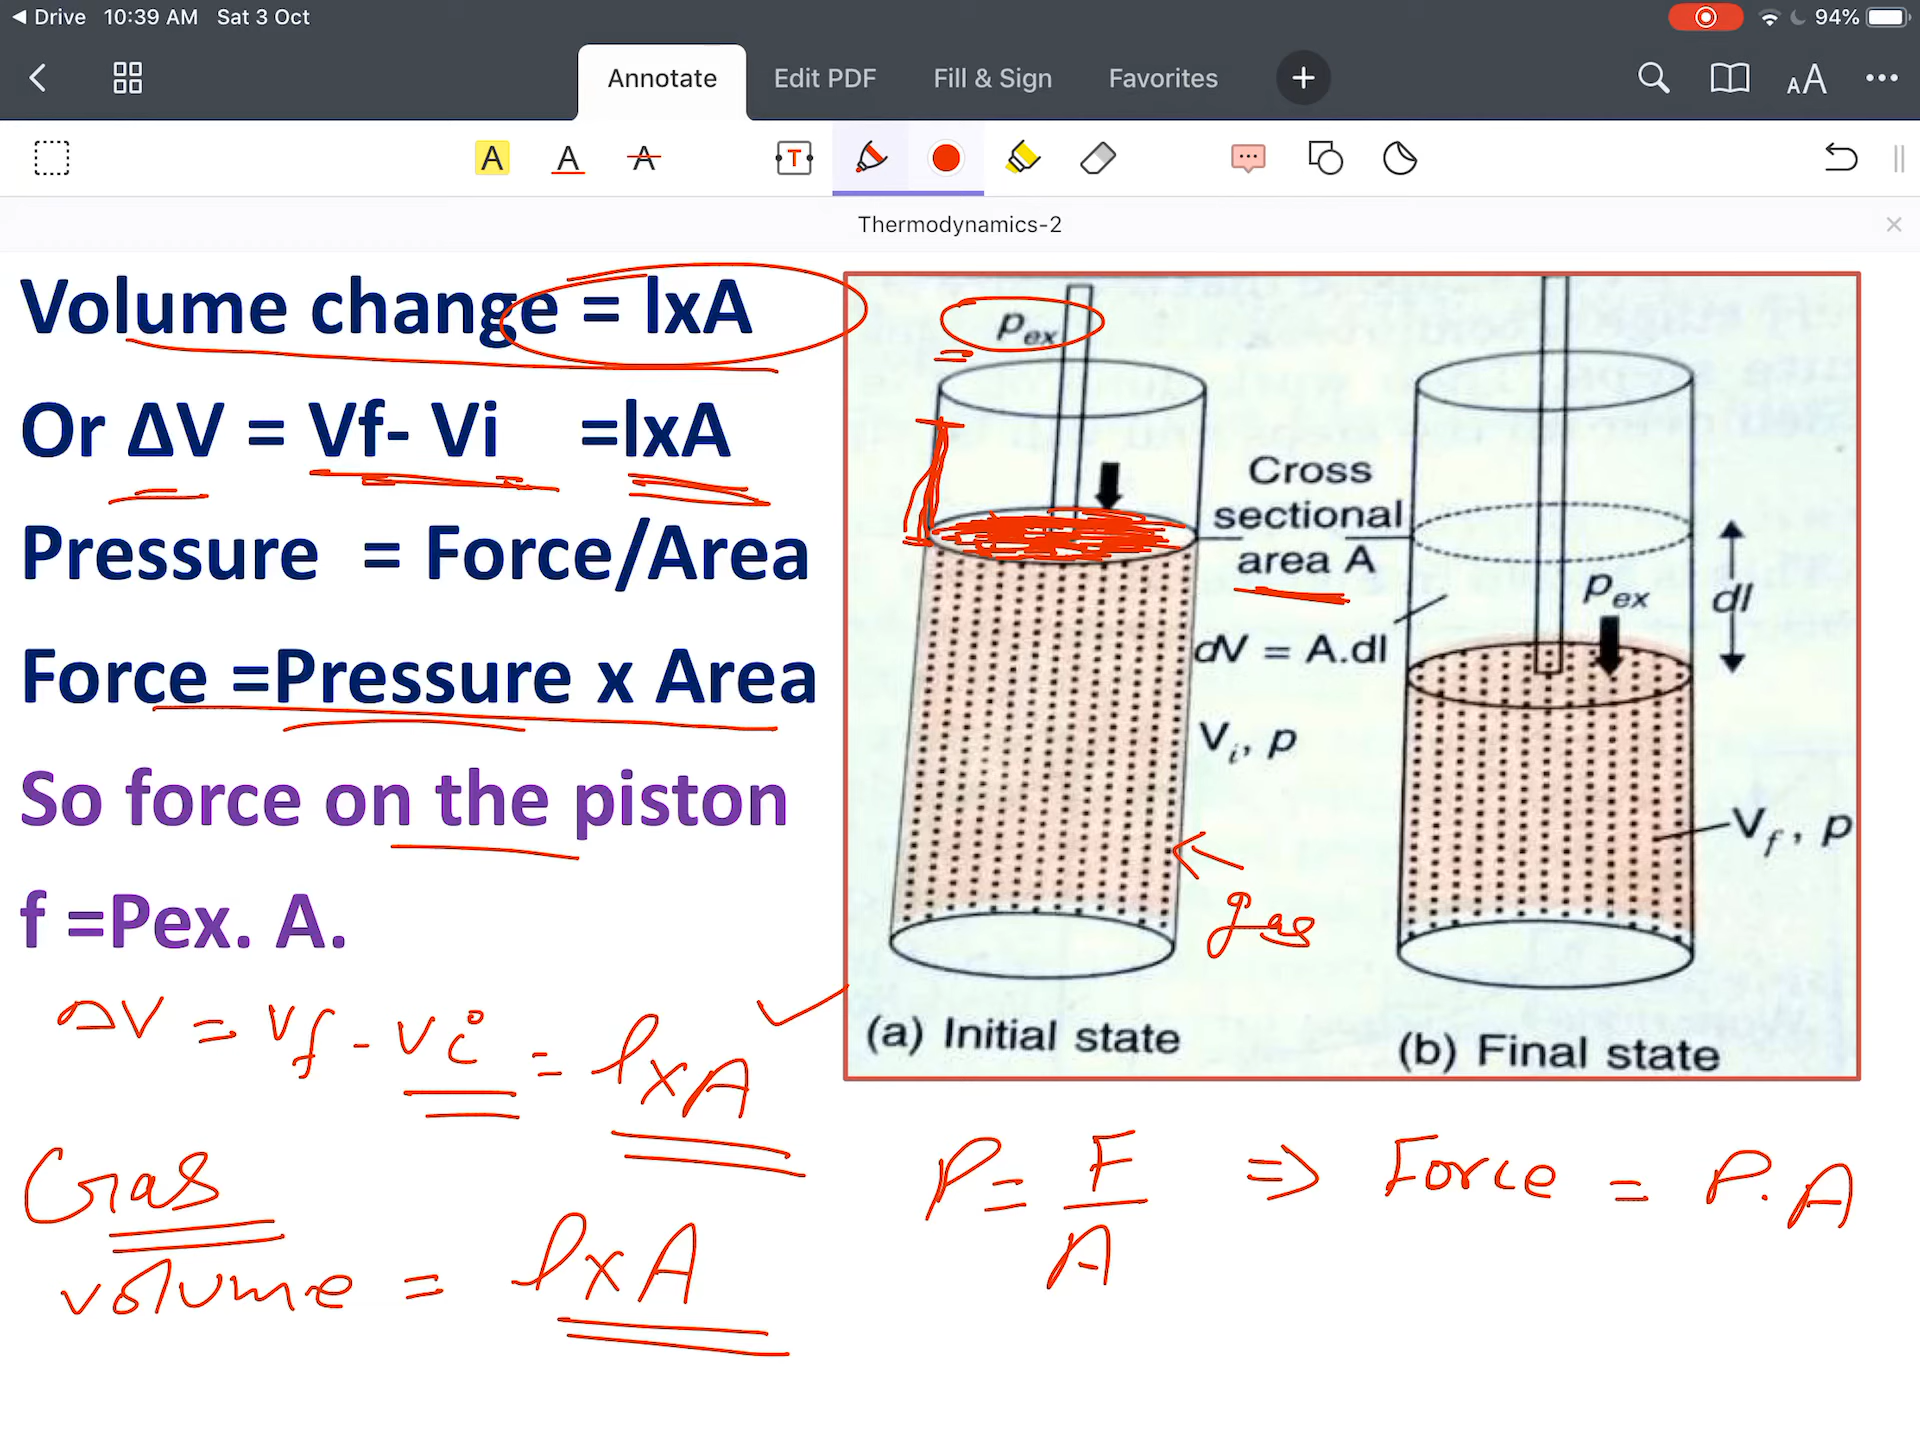 Drive 10:39 AM Sat 3 Oct 94%
Annotate Edit PDF Fill & Sign Favorites
AA
A A A T
Thermodynamics-2
Volume change = lxA
Or ΔV = Vf- Vi =lxA
Pressure = Force/Area
Force =Pressure x Area
So force on the piston
f =Pex. A.
ΔV = Vf - Vi = lxA
Gas
volume = lxA
Pex
Cross
sectional
area A
dV = A.dl
Vi, p
gas
(a) Initial state
Pex
dl
Vf, p
(b) Final state
P = F/A => Force = P.A